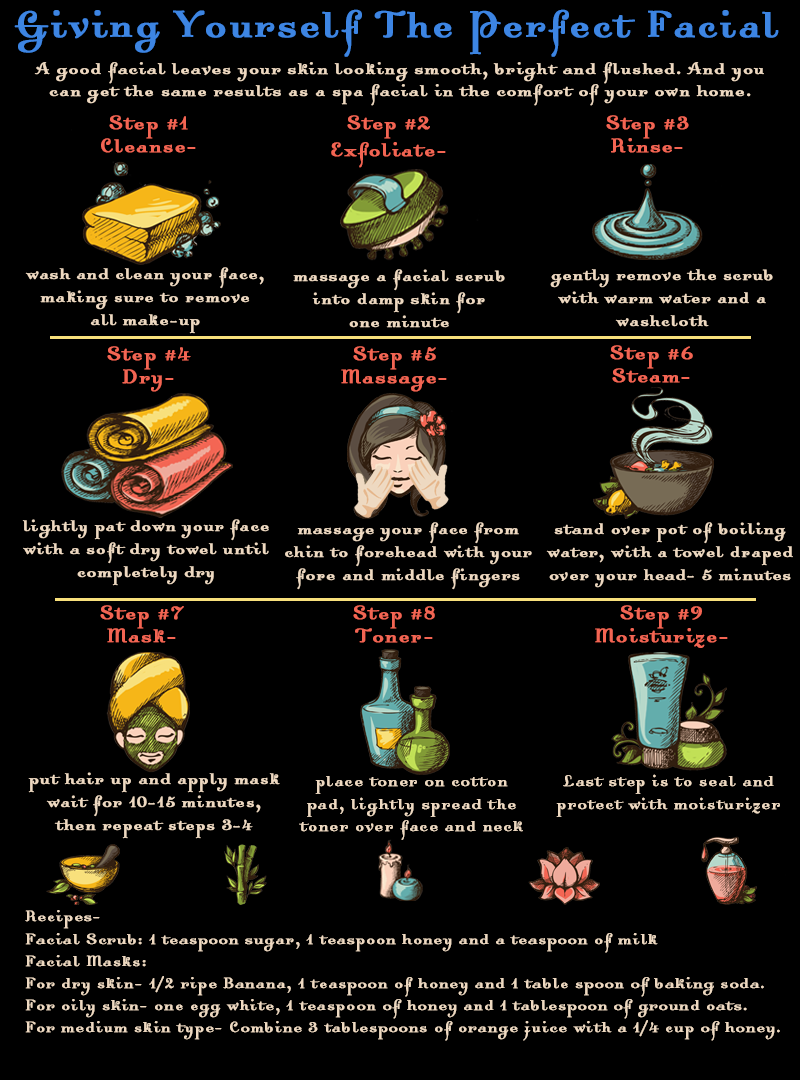 Giving Yourself The Perfect Facial
A good facial leaves your skin looking smooth, bright and flushed. And you
can get the same results as a spa facial in the comfort of your own home.
Step #1
Cleanse-
wash and clean your face,
making sure to remove
all make-up
Step #2
Exfoliate-
massage a facial scrub
into damp skin for
one minute
Step #3
Rinse-
gently remove the scrub
with warm water and a
washcloth
Step #4
Dry-
lightly pat down your face
with a soft dry towel until
completely dry
Step #5
Massage-
massage your face from
chin to forehead with your
fore and middle fingers
Step #6
Steam-
stand over pot of boiling
water, with a towel draped
over your head- 5 minutes
Step #7
Mask-
put hair up and apply mask
wait for 10-15 minutes,
then repeat steps 3-4
Step #8
Toner-
place toner on cotton
pad, lightly spread the
toner over face and neck
Step #9
Moisturize-
Last step is to seal and
protect with moisturizer
Recipes-
Facial Scrub: 1 teaspoon sugar, 1 teaspoon honey and a teaspoon of milk
Facial Masks:
For dry skin- 1/2 ripe Banana, 1 teaspoon of honey and 1 table spoon of baking soda.
For oily skin- one egg white, 1 teaspoon of honey and 1 tablespoon of ground oats.
For medium skin type- Combine 3 tablespoons of orange juice with a 1/4 cup of honey.